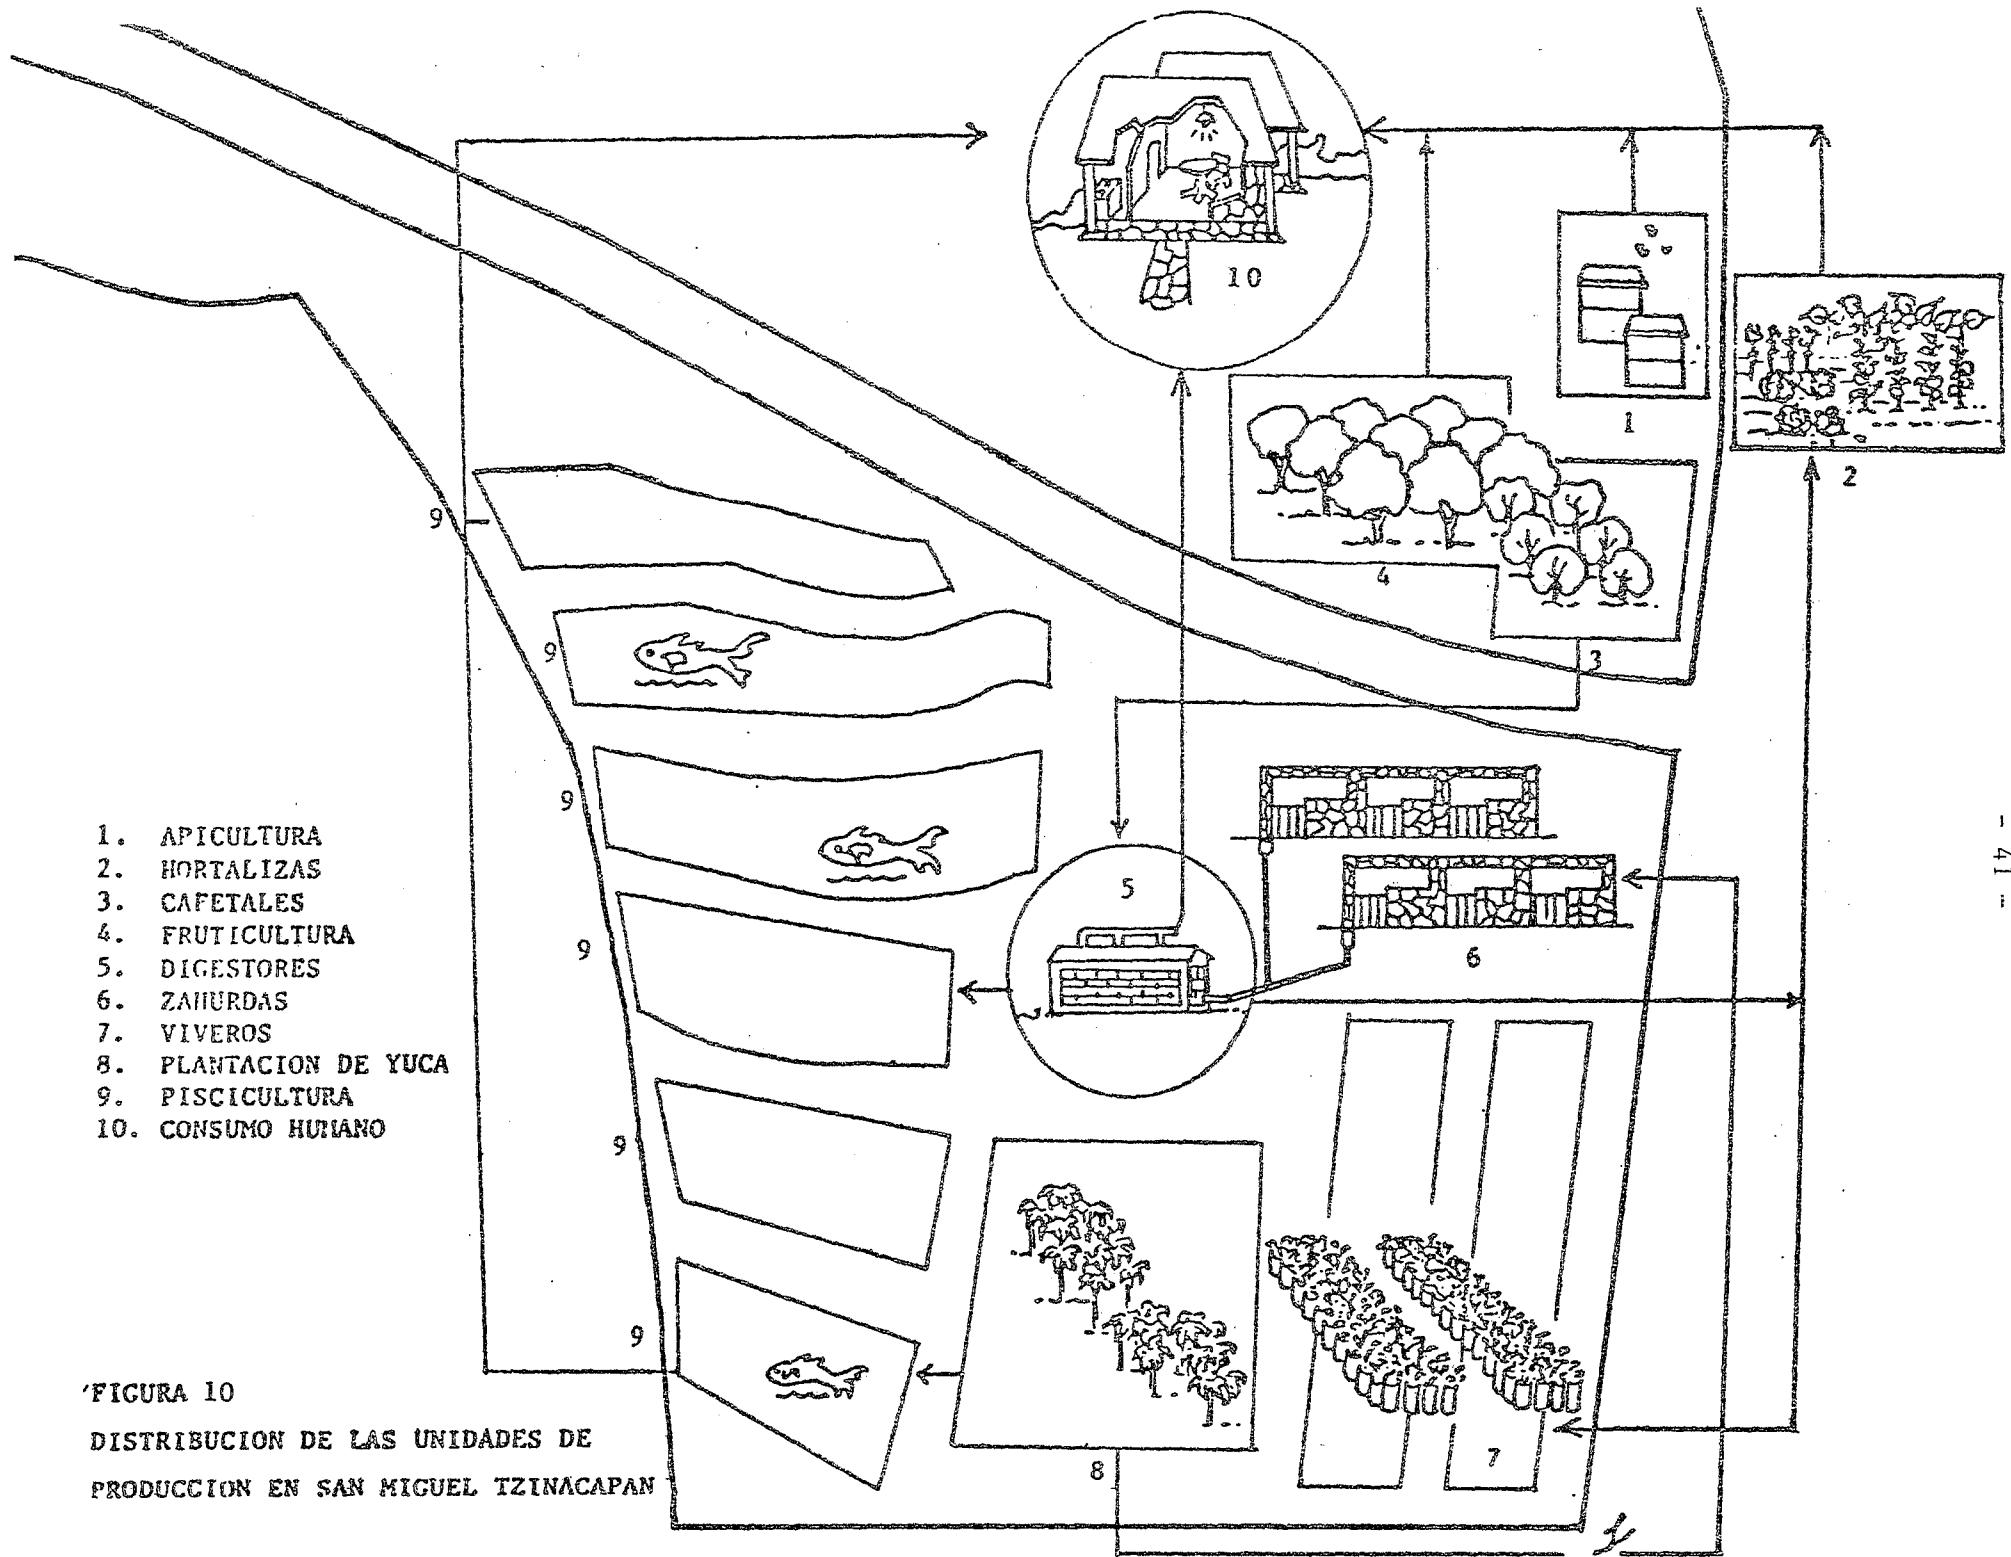 10
1
2
9
4
3
9
9
5
- 41 -
9
6
1. APICULTURA
2. HORTALIZAS
3. CAFETALES
4. FRUTICULTURA
5. DIGESTORES
6. ZAHURDAS
7. VIVEROS
8. PLANTACION DE YUCA
9. PISCICULTURA
10. CONSUMO HUMANO
9
9
8
7
FIGURA 10
DISTRIBUCION DE LAS UNIDADES DE
PRODUCCION EN SAN MIGUEL TZINACAPAN